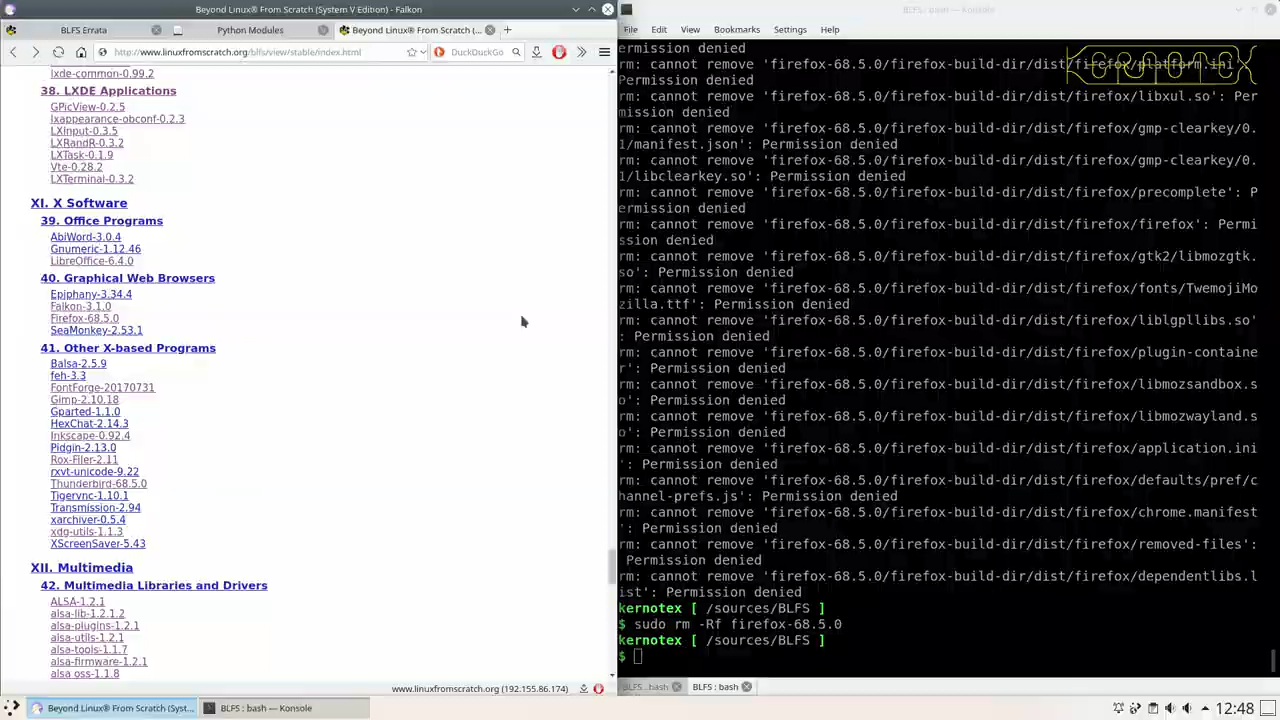 Beyond Linux® From Scratch (System V Edition) - Falkon
BLFS Errata
Python Modules
Beyond Linux® From Scratch (...
http://www.linuxfromscratch.org/blfs/view/stable/index.html
DuckDuckGo
lxde-common-0.99.2
38. LXDE Applications
GPicView-0.2.5
lxappearance-obconf-0.2.3
LXInput-0.3.5
LXRandR-0.3.2
LXTask-0.1.9
Vte-0.28.2
LXTerminal-0.3.2
XI. X Software
39. Office Programs
AbiWord-3.0.4
Gnumeric-1.12.46
LibreOffice-6.4.0
40. Graphical Web Browsers
Epiphany-3.34.4
Falkon-3.1.0
Firefox-68.5.0
SeaMonkey-2.53.1
41. Other X-based Programs
Balsa-2.5.9
feh-3.3
FontForge-20170731
Gimp-2.10.18
Gparted-1.1.0
HexChat-2.14.3
Inkscape-0.92.4
Pidgin-2.13.0
Rox-Filer-2.11
rxvt-unicode-9.22
Thunderbird-68.5.0
Tigervnc-1.10.1
Transmission-2.94
xarchiver-0.5.4
xdg-utils-1.1.3
XScreenSaver-5.43
XII. Multimedia
42. Multimedia Libraries and Drivers
ALSA-1.2.1
alsa-lib-1.2.1.2
alsa-plugins-1.2.1
alsa-utils-1.2.1
alsa-tools-1.1.7
alsa-firmware-1.2.1
alsa oss-1.1.8
www.linuxfromscratch.org (192.155.86.174)
BLFS : bash — Konsole
File Edit View Bookmarks Settings Help
KERNOTEX
ermission denied
rm: cannot remove 'firefox-68.5.0/firefox-build-dir/dist/firefox/platform.ini':
Permission denied
rm: cannot remove 'firefox-68.5.0/firefox-build-dir/dist/firefox/libxul.so': Per
mission denied
rm: cannot remove 'firefox-68.5.0/firefox-build-dir/dist/firefox/gmp-clearkey/0.
1/manifest.json': Permission denied
rm: cannot remove 'firefox-68.5.0/firefox-build-dir/dist/firefox/gmp-clearkey/0.
1/libclearkey.so': Permission denied
rm: cannot remove 'firefox-68.5.0/firefox-build-dir/dist/firefox/precomplete': P
ermission denied
rm: cannot remove 'firefox-68.5.0/firefox-build-dir/dist/firefox/firefox': Permi
ssion denied
rm: cannot remove 'firefox-68.5.0/firefox-build-dir/dist/firefox/gtk2/libmozgtk.
so': Permission denied
rm: cannot remove 'firefox-68.5.0/firefox-build-dir/dist/firefox/fonts/TwemojiMo
zilla.ttf': Permission denied
rm: cannot remove 'firefox-68.5.0/firefox-build-dir/dist/firefox/liblgpllibs.so'
: Permission denied
rm: cannot remove 'firefox-68.5.0/firefox-build-dir/dist/firefox/plugin-containe
r': Permission denied
rm: cannot remove 'firefox-68.5.0/firefox-build-dir/dist/firefox/libmozsandbox.s
o': Permission denied
rm: cannot remove 'firefox-68.5.0/firefox-build-dir/dist/firefox/libmozwayland.s
o': Permission denied
rm: cannot remove 'firefox-68.5.0/firefox-build-dir/dist/firefox/application.ini
': Permission denied
rm: cannot remove 'firefox-68.5.0/firefox-build-dir/dist/firefox/defaults/pref/c
hannel-prefs.js': Permission denied
rm: cannot remove 'firefox-68.5.0/firefox-build-dir/dist/firefox/chrome.manifest
': Permission denied
rm: cannot remove 'firefox-68.5.0/firefox-build-dir/dist/firefox/removed-files':
Permission denied
rm: cannot remove 'firefox-68.5.0/firefox-build-dir/dist/firefox/dependentlibs.l
ist': Permission denied
kernotex [ /sources/BLFS ]
$ sudo rm -Rf firefox-68.5.0
kernotex [ /sources/BLFS ]
$
BLFS : bash
BLFS : bash
Beyond Linux® From Scratch (Syst...
BLFS : bash — Konsole
12:48